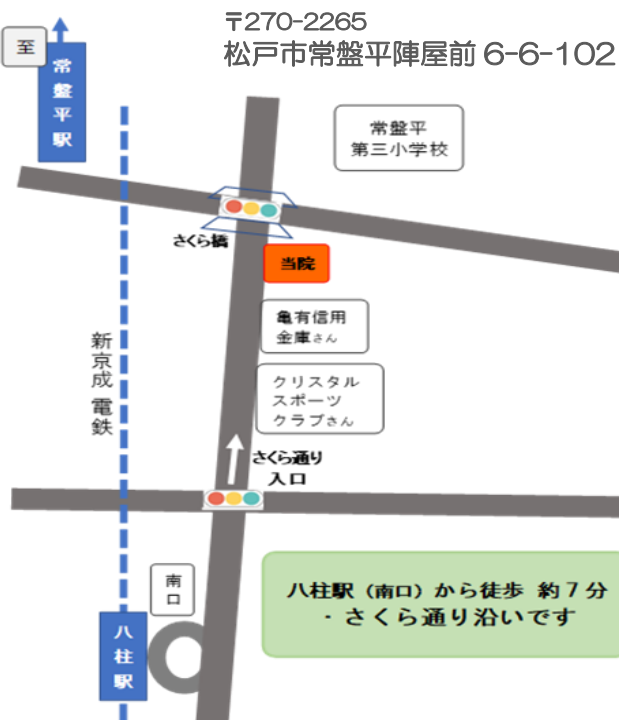 〒270-2265
松戸市常盤平陣屋前 6-6-102
至
常盤平駅
常盤平
第三小学校
さくら橋
当院
亀有信用
金庫さん
新京成 電鉄
クリスタル
スポーツ
クラブさん
さくら通り
入口
南口
八柱駅（南口）から徒歩 約７分
・さくら通り沿いです
八柱駅